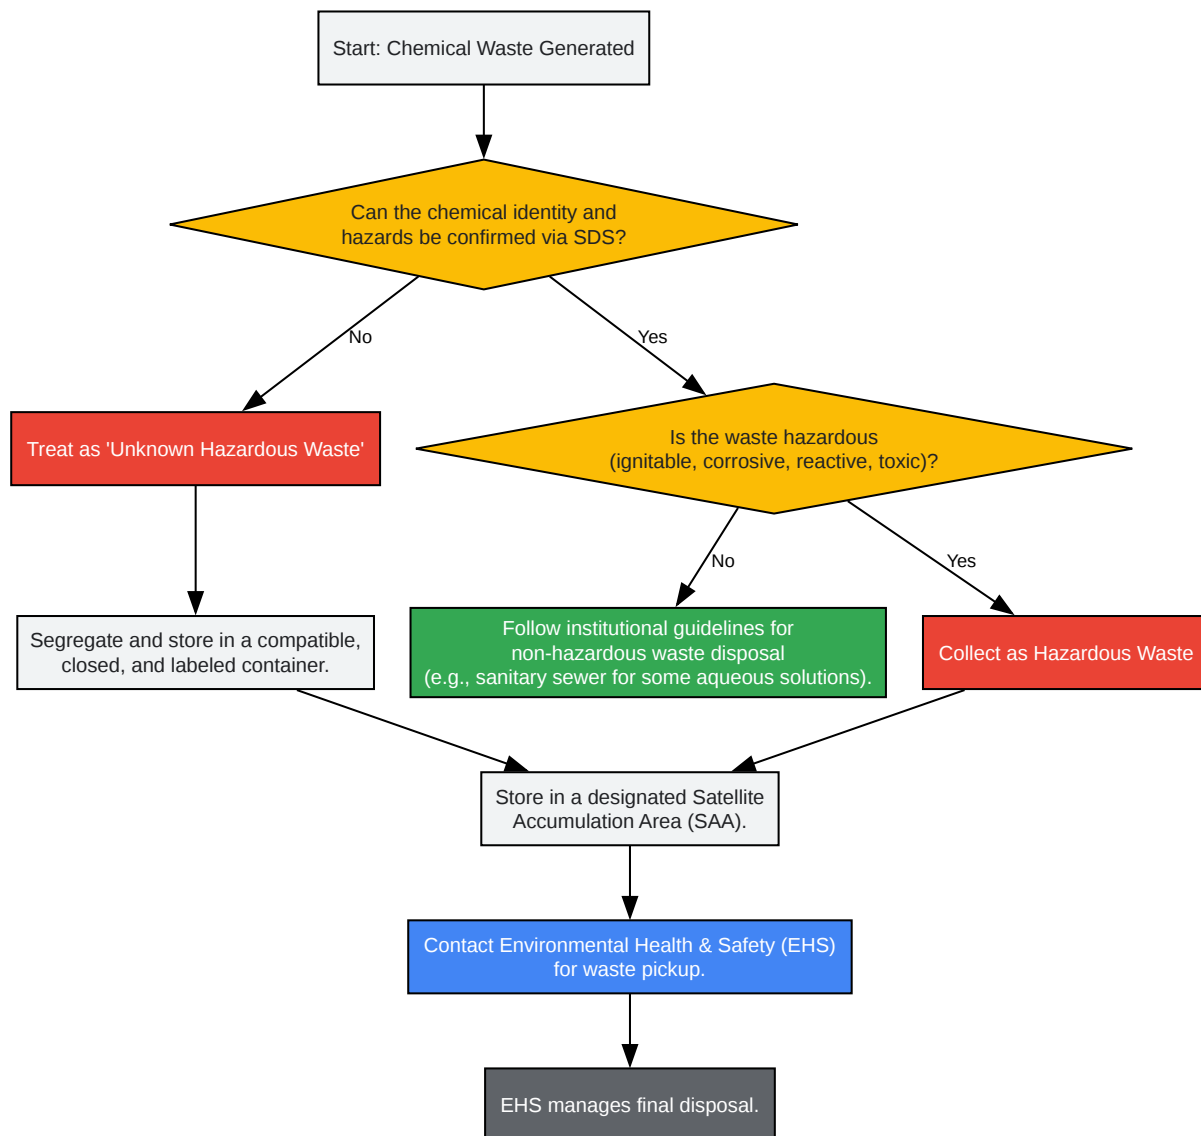 Start: Chemical Waste Generated
Can the chemical identity and
hazards be confirmed via SDS?
No
Yes
Treat as 'Unknown Hazardous Waste'
Is the waste hazardous
(ignitable, corrosive, reactive, toxic)?
No
Yes
Segregate and store in a compatible,
closed, and labeled container.
Follow institutional guidelines for
non-hazardous waste disposal
(e.g., sanitary sewer for some aqueous solutions).
Collect as Hazardous Waste
Store in a designated Satellite
Accumulation Area (SAA).
Contact Environmental Health & Safety (EHS)
for waste pickup.
EHS manages final disposal.